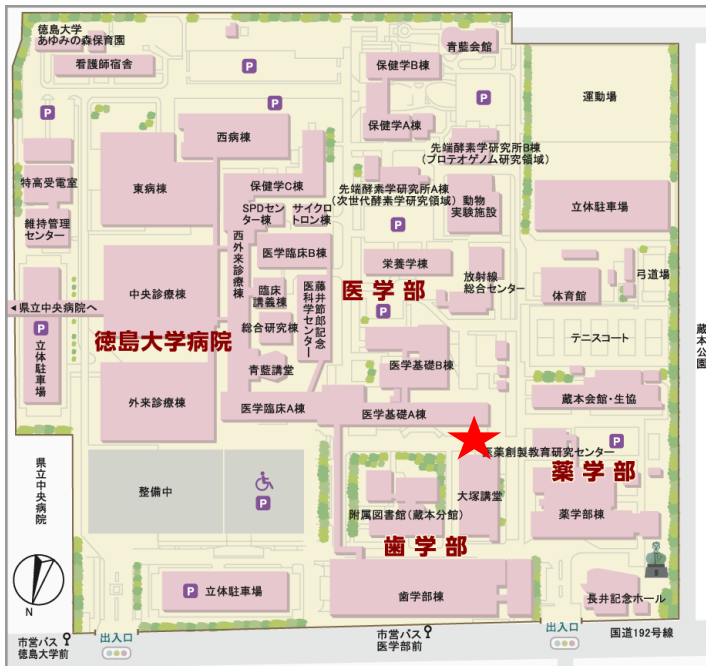 徳島大学
あゆみの森保育園
看護師宿舎
P
P
P
P
青藍会館
保健学B棟
保健学A棟
運動場
西病棟
東病棟
特高受電室
維持管理
センター
保健学C棟
SPDセン
ター棟
サイクロ
トロン棟
先端酵素学研究所B棟
(プロテオゲノム研究領域)
先端酵素学研究所A棟
(次世代酵素学研究領域)
動物
実験施設
立体駐車場
P
西外来診療棟
医学臨床B棟
栄養学棟
放射線
総合センター
体育館
弓道場
中央診療棟
臨床
講義棟
藤井節郎記念
医科学センター
医学部
◀県立中央病院へ
P
立体駐車場
徳島大学病院
総合研究棟
P
テニスコート
蔵本公園
青藍講堂
医学基礎B棟
外来診療棟
医学臨床A棟
医学基礎A棟
蔵本会館・生協
医薬創製教育研究センター
P
薬学部
県立中央病院
整備中
P
大塚講堂
附属図書館(蔵本分館)
薬学部棟
歯学部
N
P
立体駐車場
歯学部棟
長井記念ホール
市営バス
徳島大学前
出入口
市営バス
医学部前
出入口
国道192号線